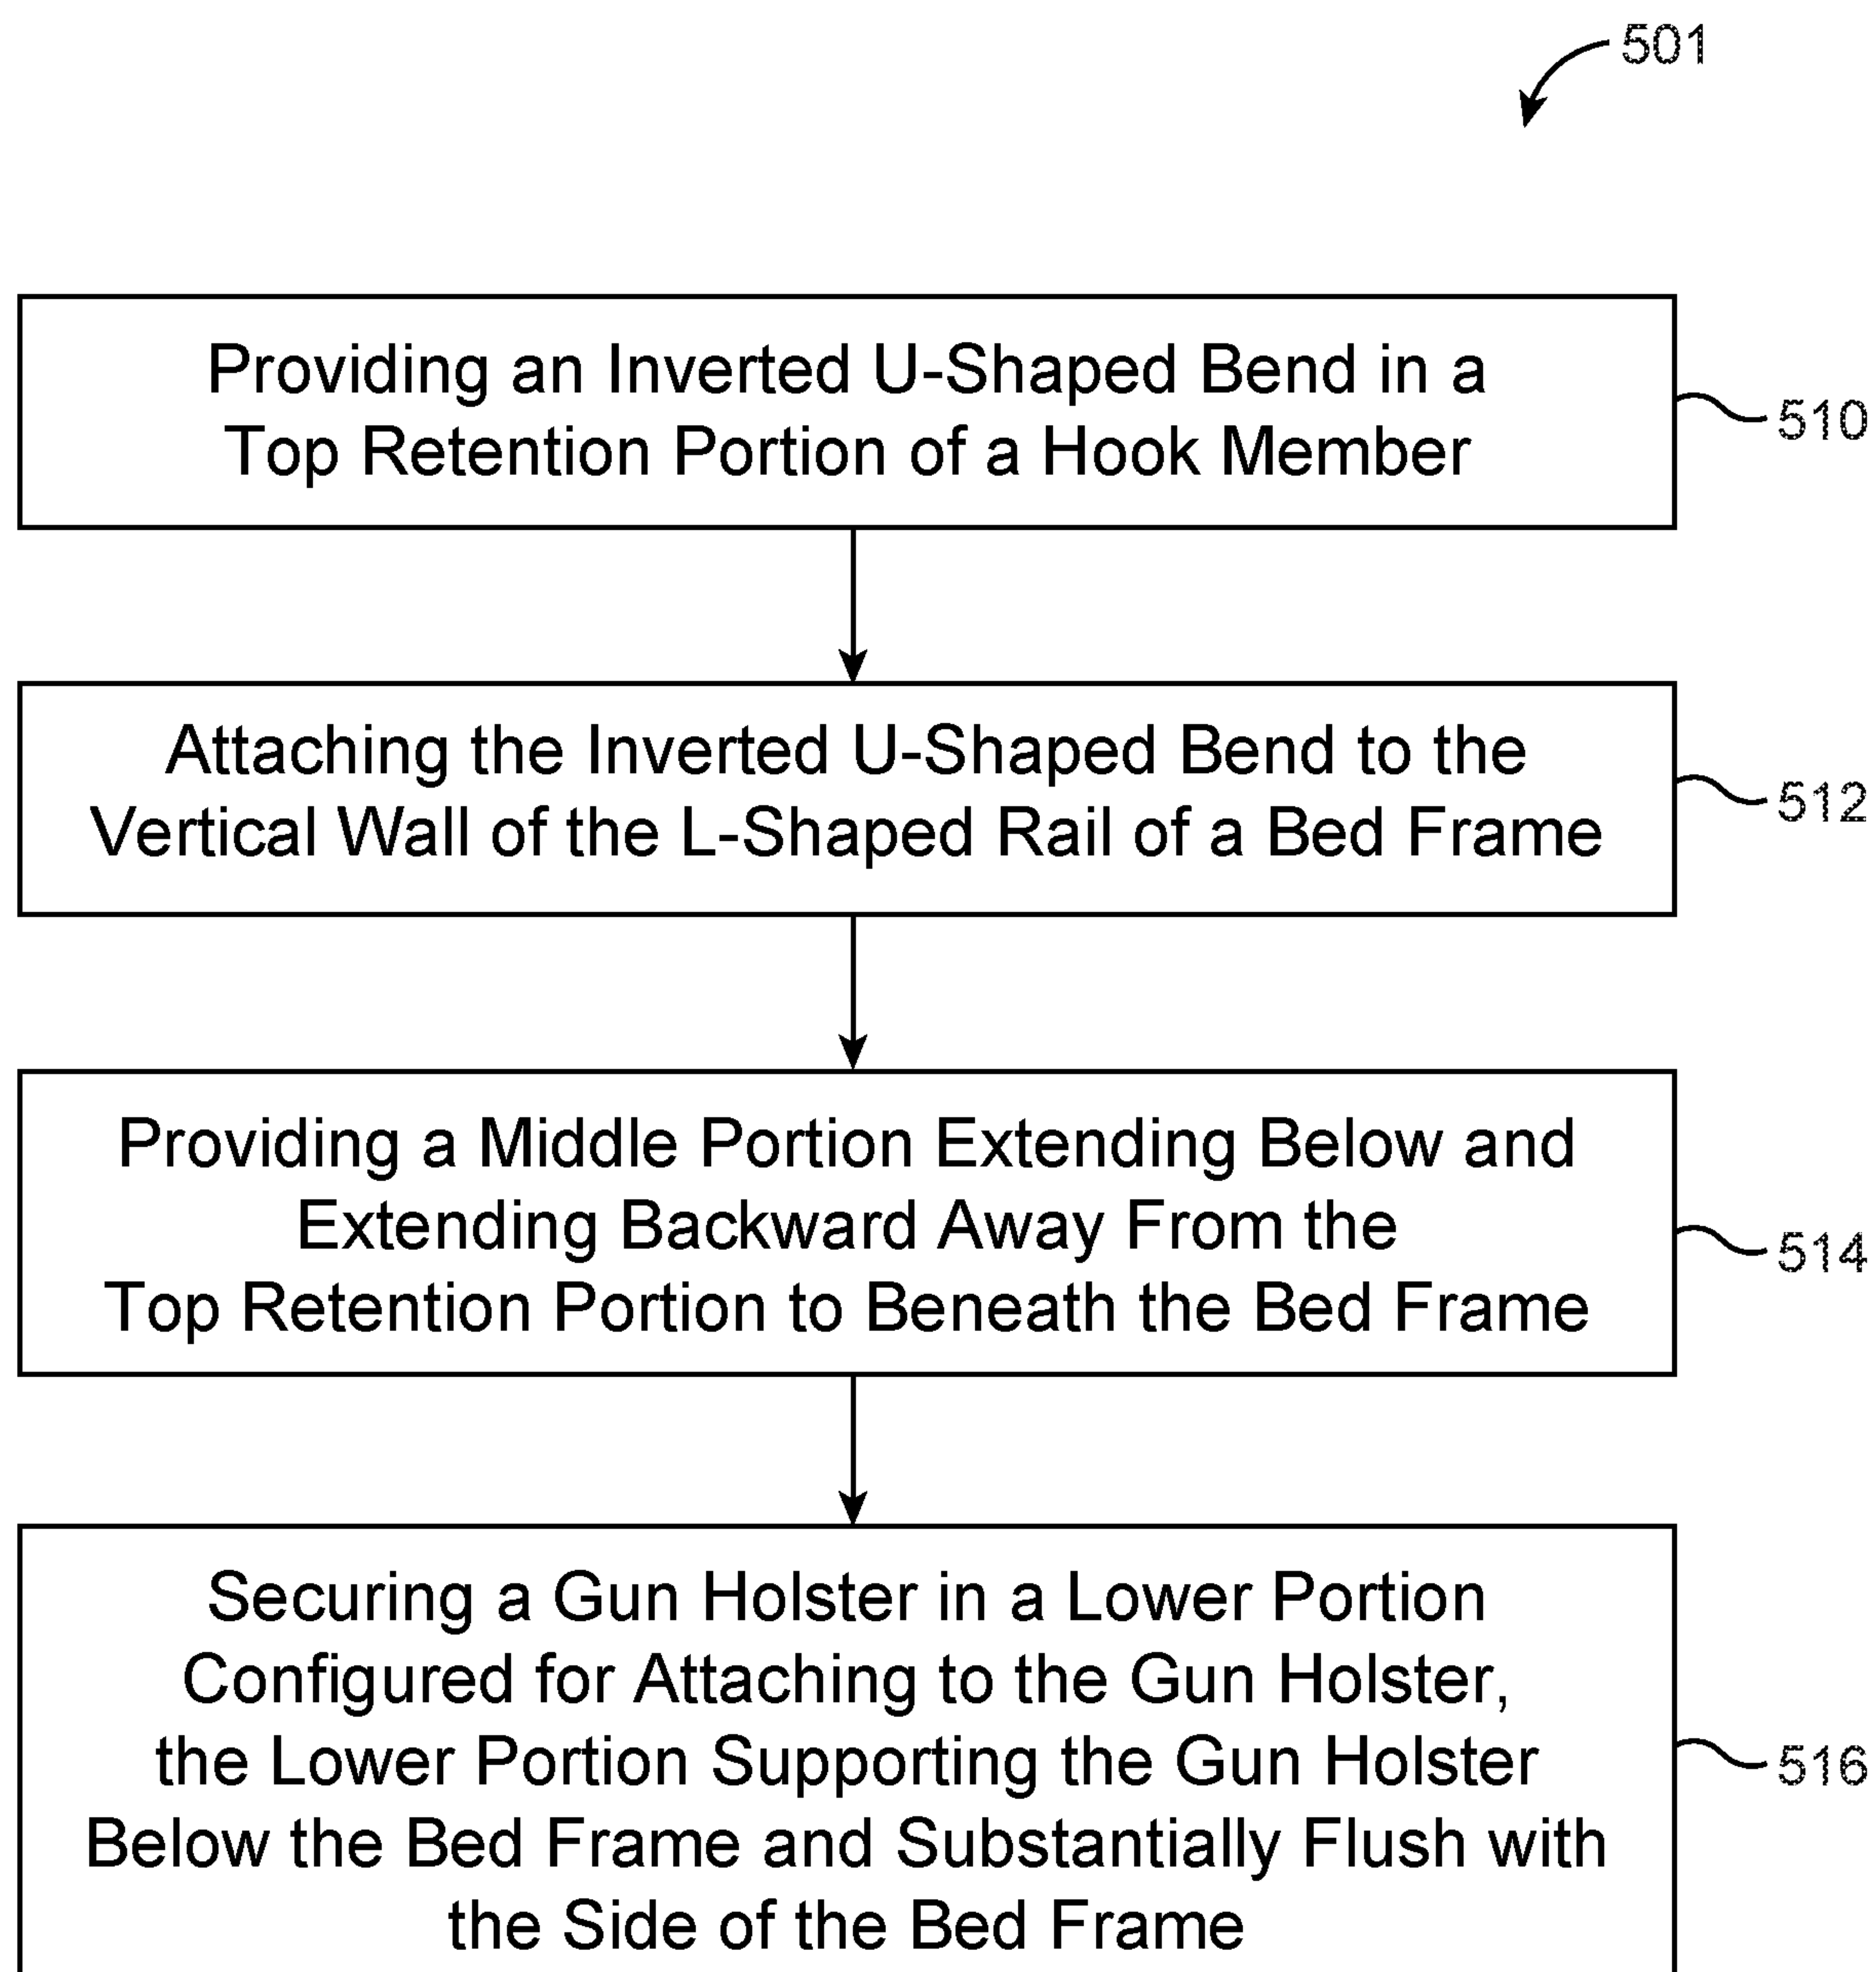 501
Providing an Inverted U-Shaped Bend in a
Top Retention Portion of a Hook Member
510
Attaching the Inverted U-Shaped Bend to the
Vertical Wall of the L-Shaped Rail of a Bed Frame
512
Providing a Middle Portion Extending Below and
Extending Backward Away From the
Top Retention Portion to Beneath the Bed Frame
514
Securing a Gun Holster in a Lower Portion
Configured for Attaching to the Gun Holster,
the Lower Portion Supporting the Gun Holster
Below the Bed Frame and Substantially Flush with
the Side of the Bed Frame
516